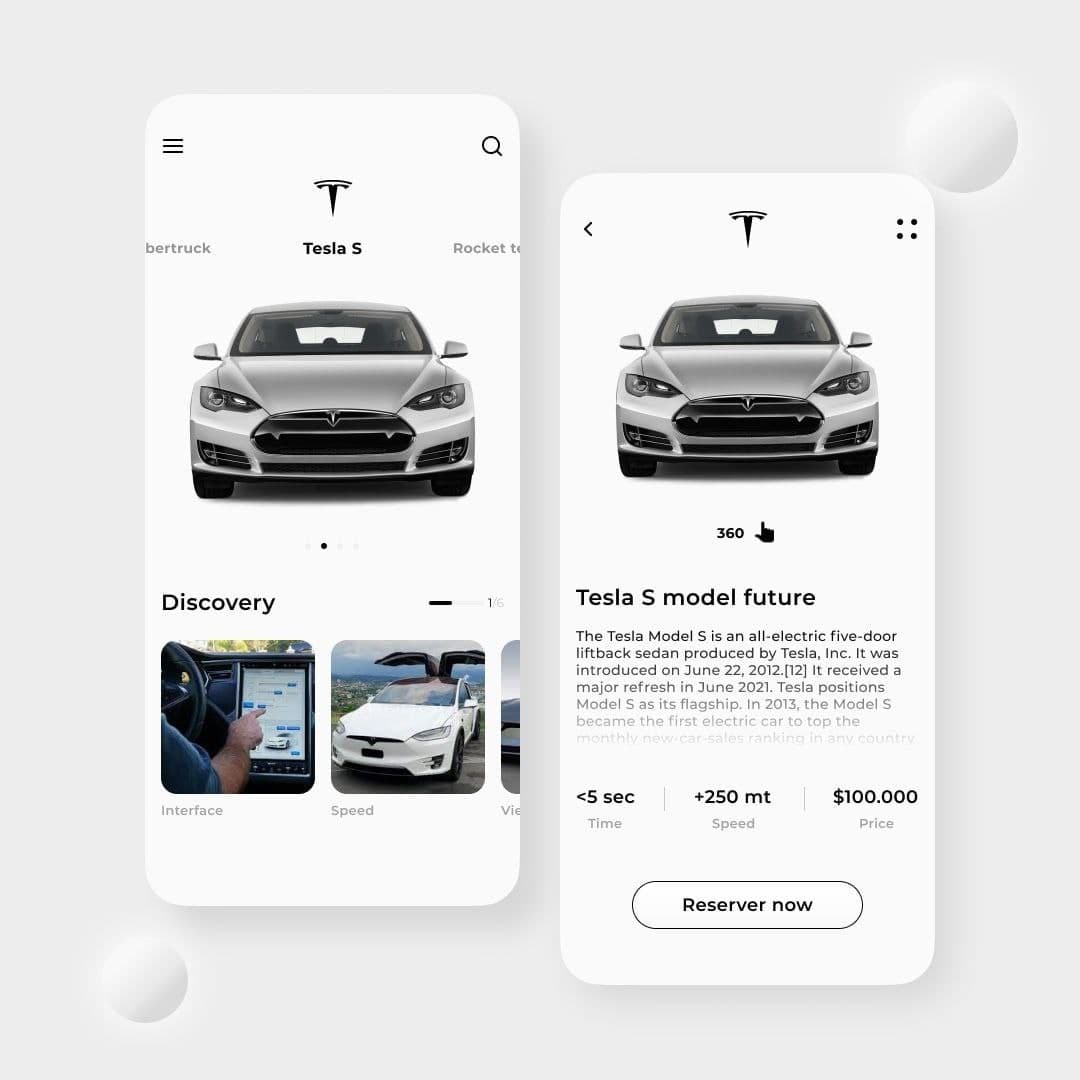 bertruck
Tesla S
Rocket te
Discovery
1/6
Interface
Speed
Vie
360
Tesla S model future
The Tesla Model S is an all-electric five-door
liftback sedan produced by Tesla, Inc. It was
introduced on June 22, 2012.[12] It received a
major refresh in June 2021. Tesla positions
Model S as its flagship. In 2013, the Model S
became the first electric car to top the
monthly new-car-sales ranking in any country.
<5 sec
+250 mt
$100.000
Time
Speed
Price
Reserver now